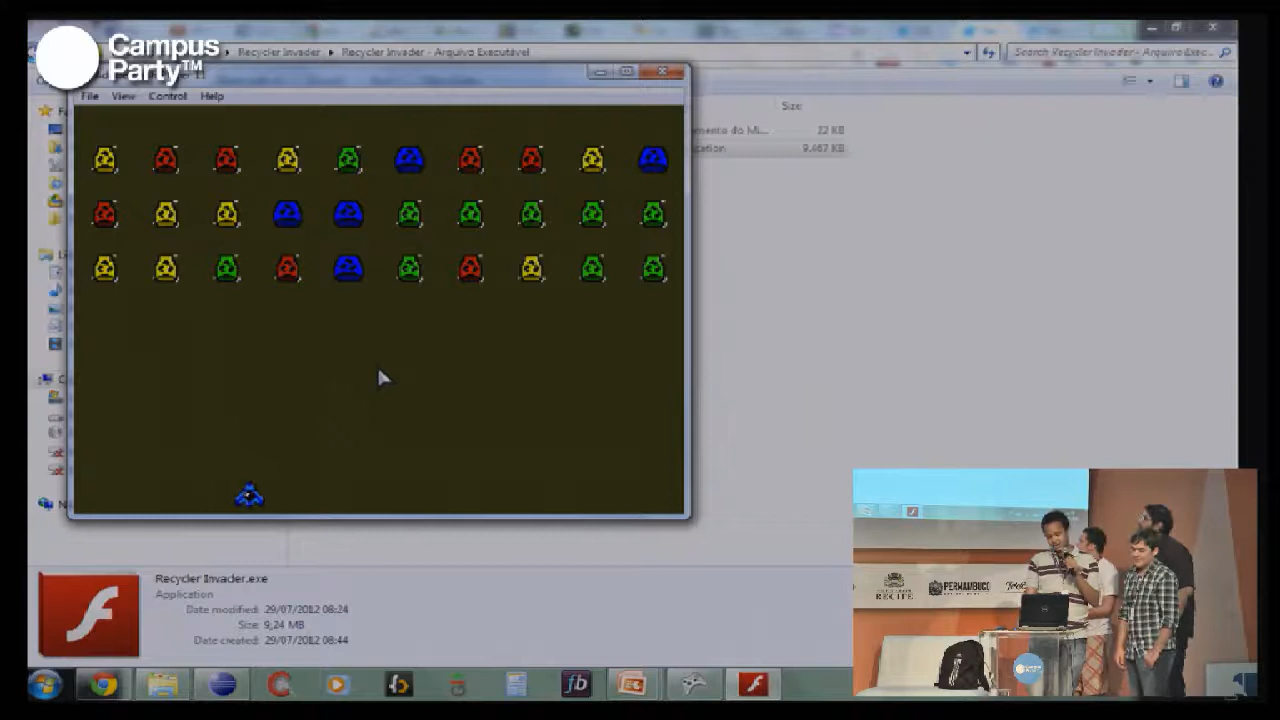 Campus
Party™
Recycler Invader ▸ Recycler Invader - Arquivo Executável
Search Recycler Invader - Arquivo Exec...
File View Control Help
Size:
22 KB
9.467 KB
Recycler Invader.exe
Application
Date modified: 29/07/2012 08:24
Size: 9,24 MB
Date created: 29/07/2012 08:44
fb
RECIFE
PERNAMBUCO